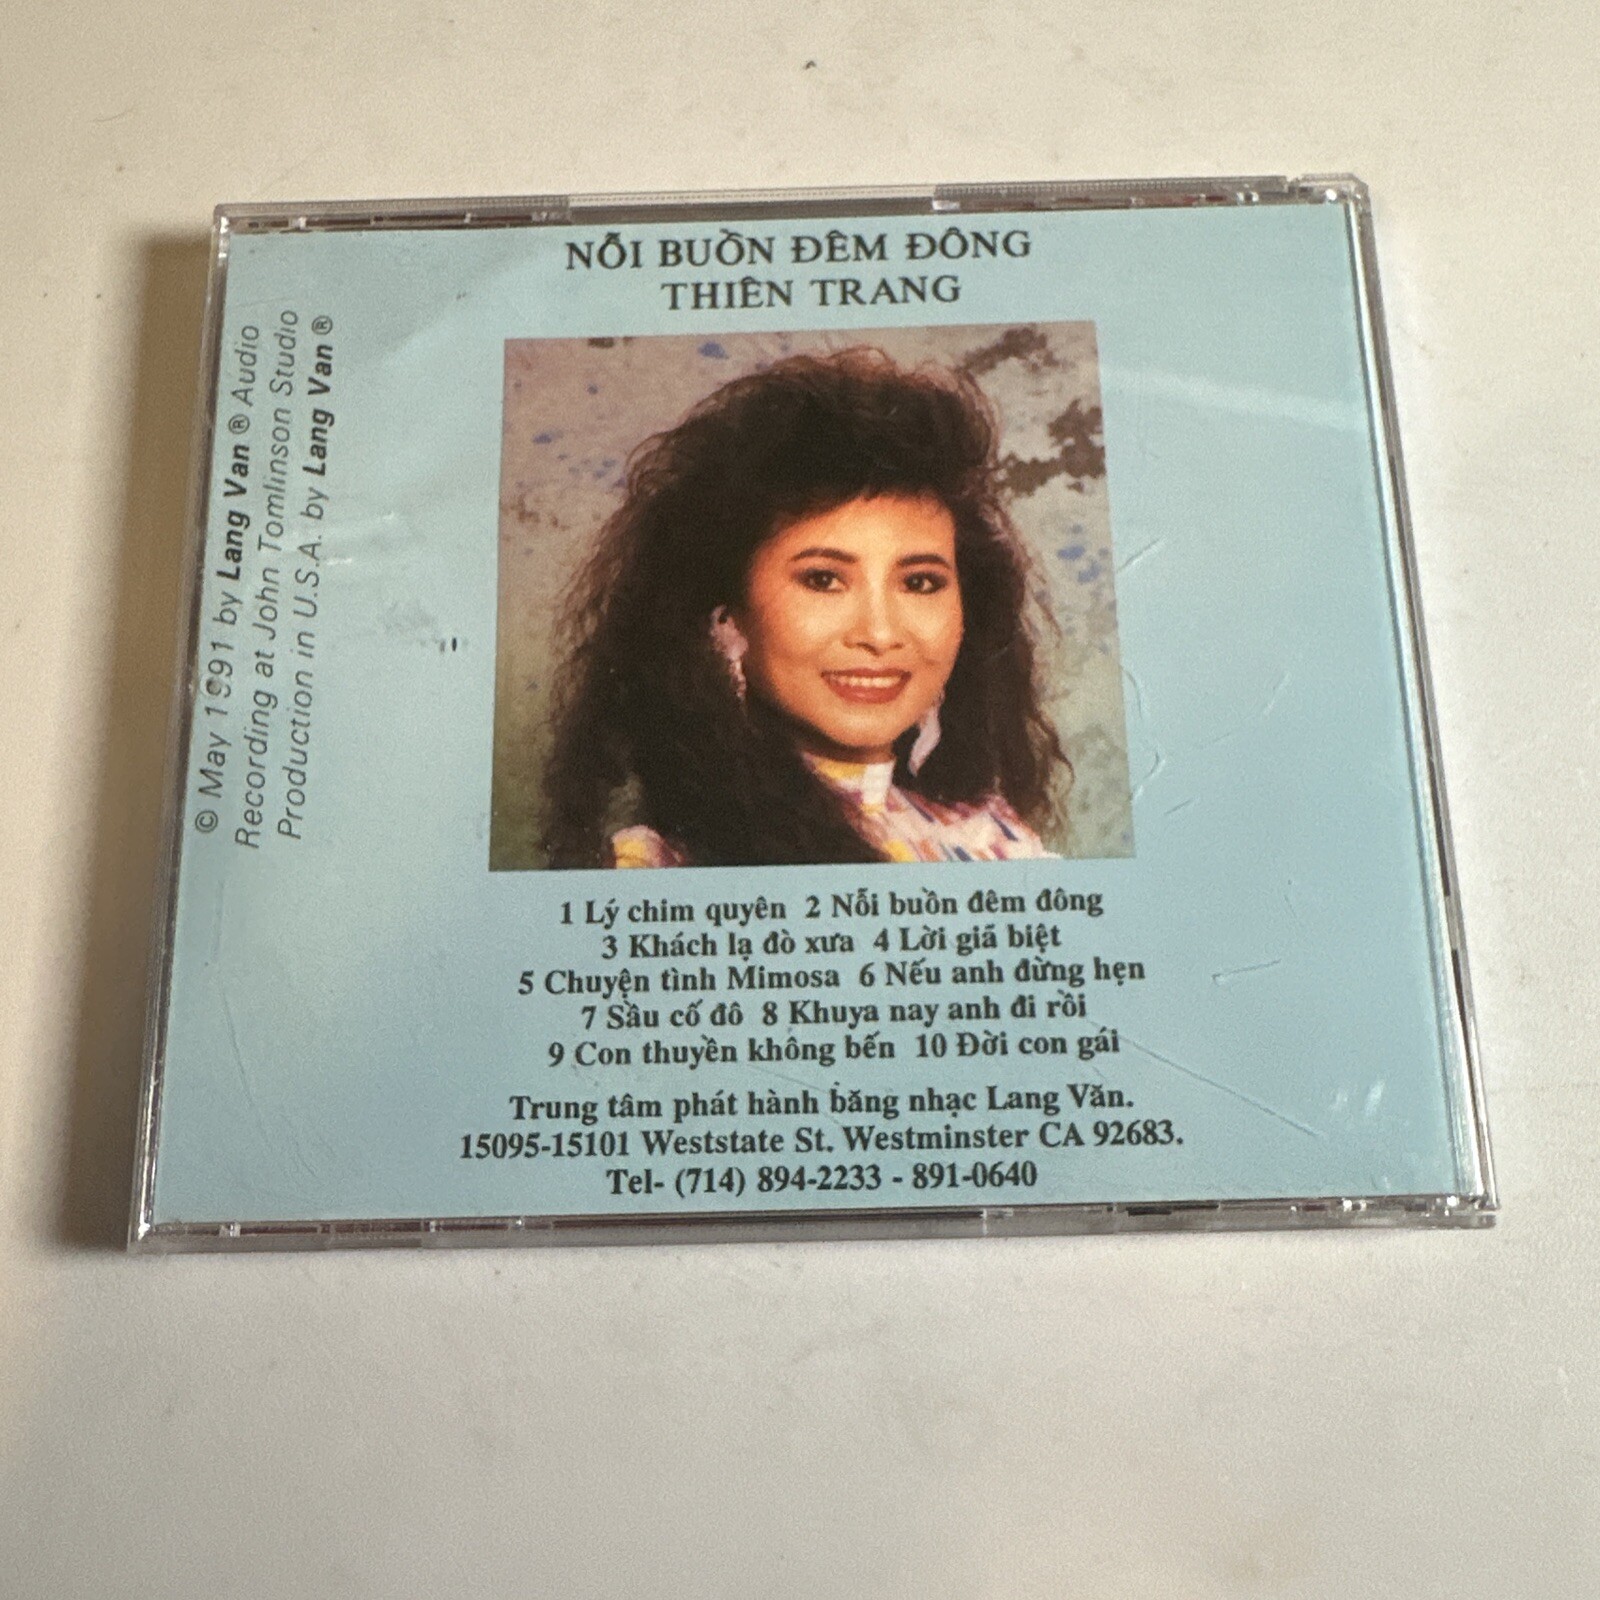 NỖI BUỒN ĐÊM ĐÔNG
THIÊN TRANG
© May 1991 by Lang Van ® Audio
Recording at John Tomlinson Studio
Production in U.S.A. by Lang Van ®
1 Lý chim quyên 2 Nỗi buồn đêm đông
3 Khách lạ đò xưa 4 Lời giã biệt
5 Chuyện tình Mimosa 6 Nếu anh đừng hẹn
7 Sầu cố đô 8 Khuya nay anh đi rồi
9 Con thuyền không bến 10 Đời con gái
Trung tâm phát hành băng nhạc Lang Văn.
15095-15101 Weststate St. Westminster CA 92683.
Tel- (714) 894-2233 - 891-0640